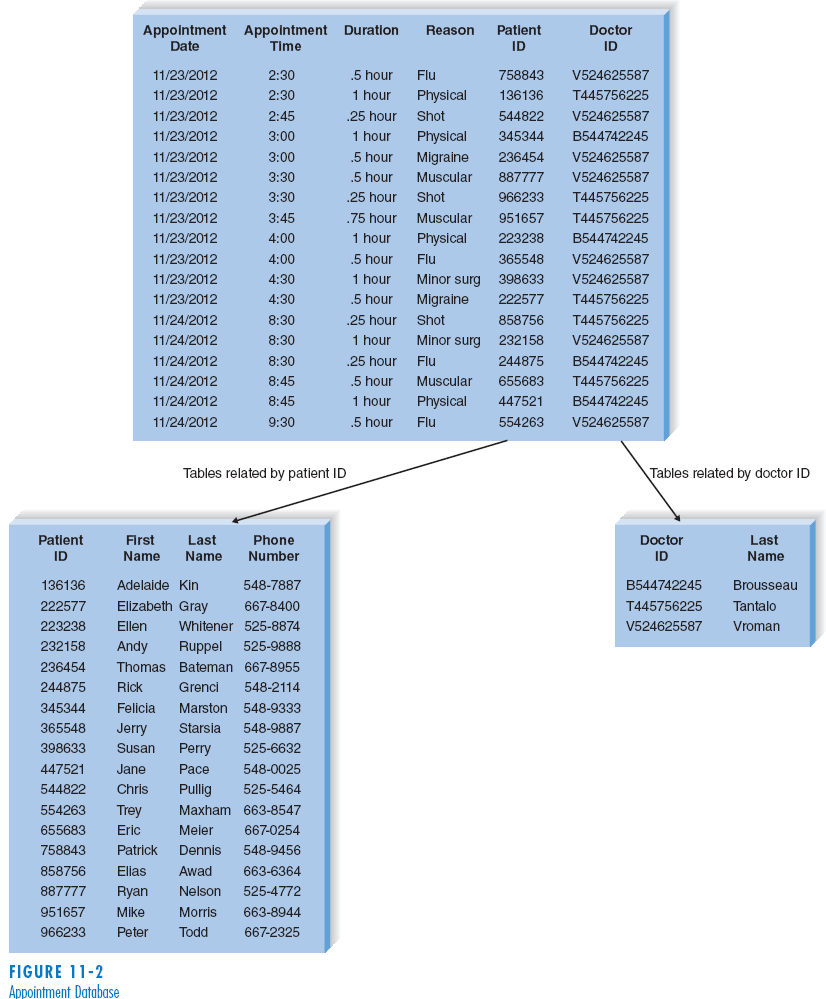 Appointment Appointment Duration Reason Patient Doctor
Date Time ID ID
11/23/2012 2:30 .5 hour Flu 758843 V524625587
11/23/2012 2:30 1 hour Physical 136136 T445756225
11/23/2012 2:45 .25 hour Shot 544822 V524625587
11/23/2012 3:00 1 hour Physical 345344 B544742245
11/23/2012 3:00 .5 hour Migraine 236454 V524625587
11/23/2012 3:30 .5 hour Muscular 887777 V524625587
11/23/2012 3:30 .25 hour Shot 966233 T445756225
11/23/2012 3:45 .75 hour Muscular 951657 T445756225
11/23/2012 4:00 1 hour Physical 223238 B544742245
11/23/2012 4:00 .5 hour Flu 365548 V524625587
11/23/2012 4:30 1 hour Minor surg 398633 V524625587
11/23/2012 4:30 .5 hour Migraine 222577 T445756225
11/24/2012 8:30 .25 hour Shot 858756 T445756225
11/24/2012 8:30 1 hour Minor surg 232158 V524625587
11/24/2012 8:30 .25 hour Flu 244875 B544742245
11/24/2012 8:45 .5 hour Muscular 655683 T445756225
11/24/2012 8:45 1 hour Physical 447521 B544742245
11/24/2012 9:30 .5 hour Flu 554263 V524625587
Tables related by patient ID
Tables related by doctor ID
Patient First Last Phone
ID Name Name Number
136136 Adelaide Kin 548-7887
222577 Elizabeth Gray 667-8400
223238 Ellen Whitener 525-8874
232158 Andy Ruppel 525-9888
236454 Thomas Bateman 667-8955
244875 Rick Grenci 548-2114
345344 Felicia Marston 548-9333
365548 Jerry Starsia 548-9887
398633 Susan Perry 525-6632
447521 Jane Pace 548-0025
544822 Chris Pullig 525-5464
554263 Trey Maxham 663-8547
655683 Eric Meier 667-0254
758843 Patrick Dennis 548-9456
858756 Elias Awad 663-6364
887777 Ryan Nelson 525-4772
951657 Mike Morris 663-8944
966233 Peter Todd 667-2325
Doctor Last
ID Name
B544742245 Brousseau
T445756225 Tantalo
V524625587 Vroman
FIGURE 11-2
Appointment Database